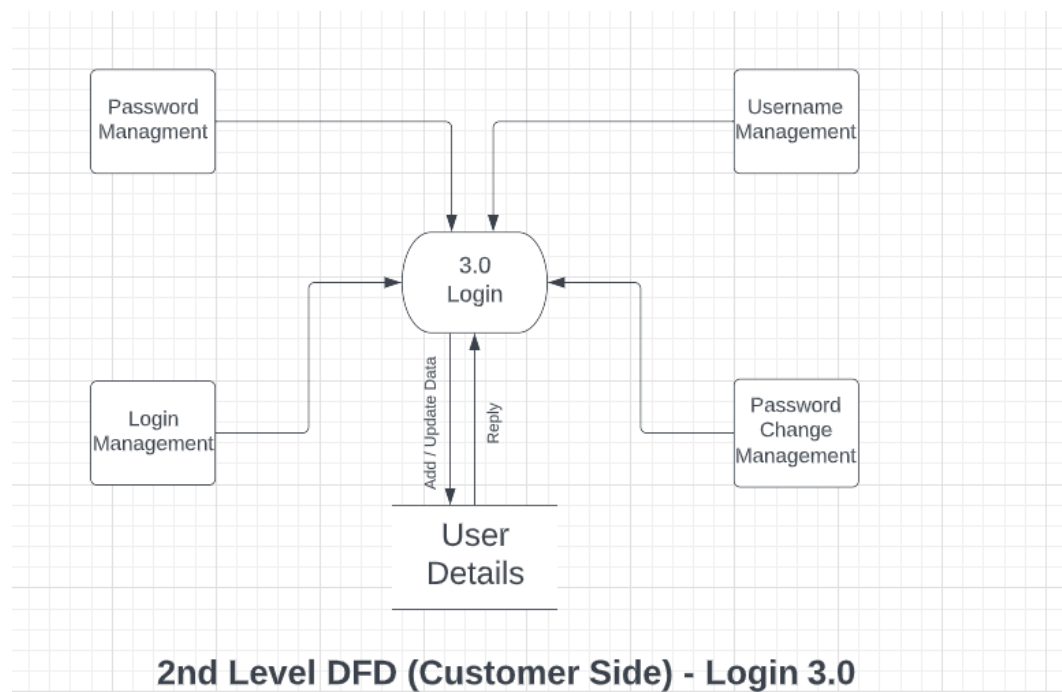 Password
Managment
Username
Management
3.0
Login
Login
Management
Add / Update Data
Reply
Password
Change
Management
User
Details
2nd Level DFD (Customer Side) - Login 3.0